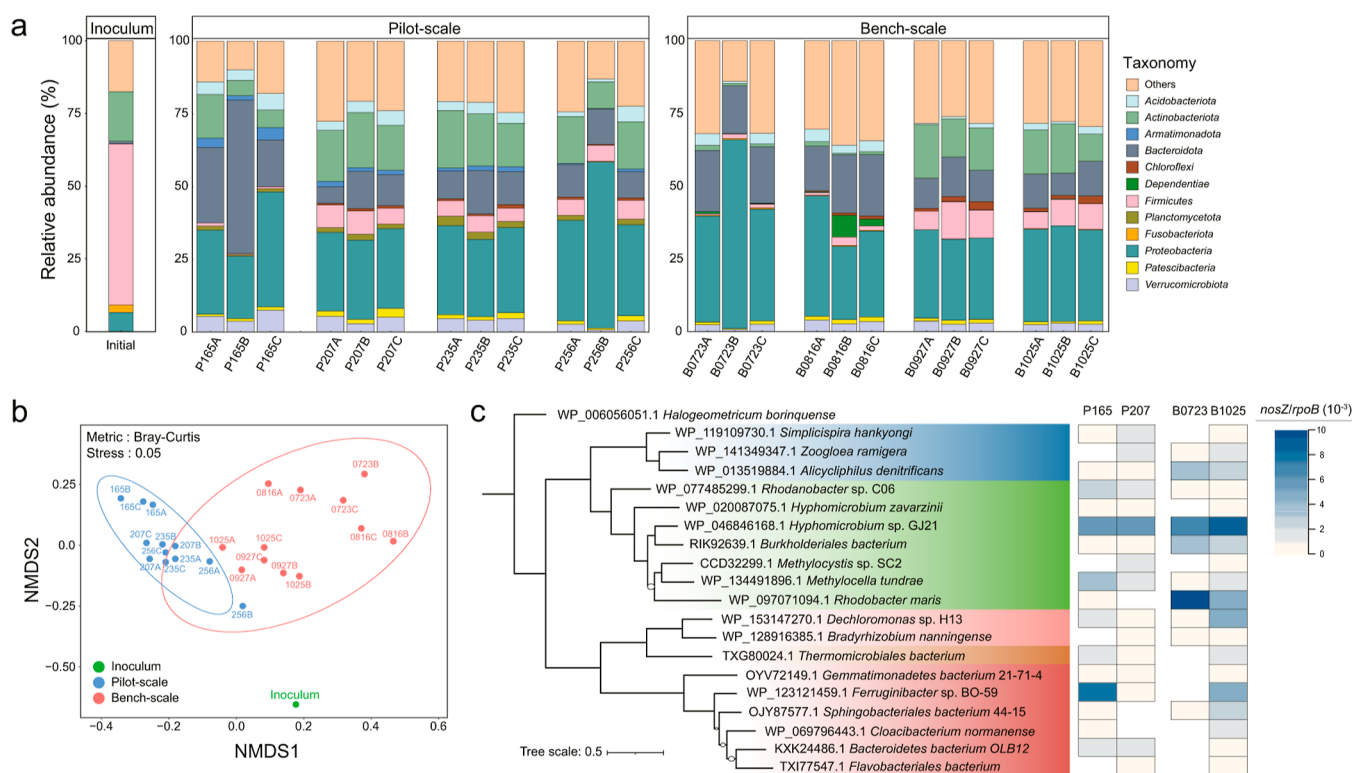 a
Inoculum
Pilot-scale
Bench-scale
Relative abundance (%)
100
75
50
25
0
100
75
50
25
0
100
75
50
25
0
Initial
P165A
P165B
P165C
P207A
P207B
P207C
P235A
P235B
P235C
P256A
P256B
P256C
B0723A
B0723B
B0723C
B0816A
B0816B
B0816C
B0927A
B0927B
B0927C
B1025A
B1025B
B1025C
Taxonomy
Others
Acidobacteriota
Actinobacteriota
Armatimonadota
Bacteroidota
Chloroflexi
Dependentiae
Firmicutes
Planctomycetota
Fusobacteriota
Proteobacteria
Patescibacteria
Verrucomicrobiota
b
Metric : Bray-Curtis
Stress : 0.05
NMDS2
0.25
0.0
−0.25
−0.50
165B
165C
165A
207C
235B
207B
256C
235A
207A
235C
256A
256B
0816A
0723A
0723B
0723C
0816C
0816B
1025A
1025C
0927C
0927A
0927B
1025B
Inoculum
Inoculum
Pilot-scale
Bench-scale
−0.4
−0.2
0.0
0.2
0.4
0.6
NMDS1
c
P165
P207
B0723
B1025
nosZ/rpoB (10⁻³)
10
8
6
4
2
0
WP_006056051.1 Halogeometricum borinquense
WP_119109730.1 Simplicispira hankyongi
WP_141349347.1 Zoogloea ramigera
WP_013519884.1 Alicycliphilus denitrificans
WP_077485299.1 Rhodanobacter sp. C06
WP_020087075.1 Hyphomicrobium zavarzinii
WP_046846168.1 Hyphomicrobium sp. GJ21
RIK92639.1 Burkholderiales bacterium
CCD32299.1 Methylocystis sp. SC2
WP_134491896.1 Methylocella tundrae
WP_097071094.1 Rhodobacter maris
WP_153147270.1 Dechloromonas sp. H13
WP_128916385.1 Bradyrhizobium nanningense
TXG80024.1 Thermomicrobiales bacterium
OYV72149.1 Gemmatimonadetes bacterium 21-71-4
WP_123121459.1 Ferruginibacter sp. BO-59
OJY87577.1 Sphingobacteriales bacterium 44-15
WP_069796443.1 Cloacibacterium normanense
KXK24486.1 Bacteroidetes bacterium OLB12
TXI77547.1 Flavobacteriales bacterium
Tree scale: 0.5